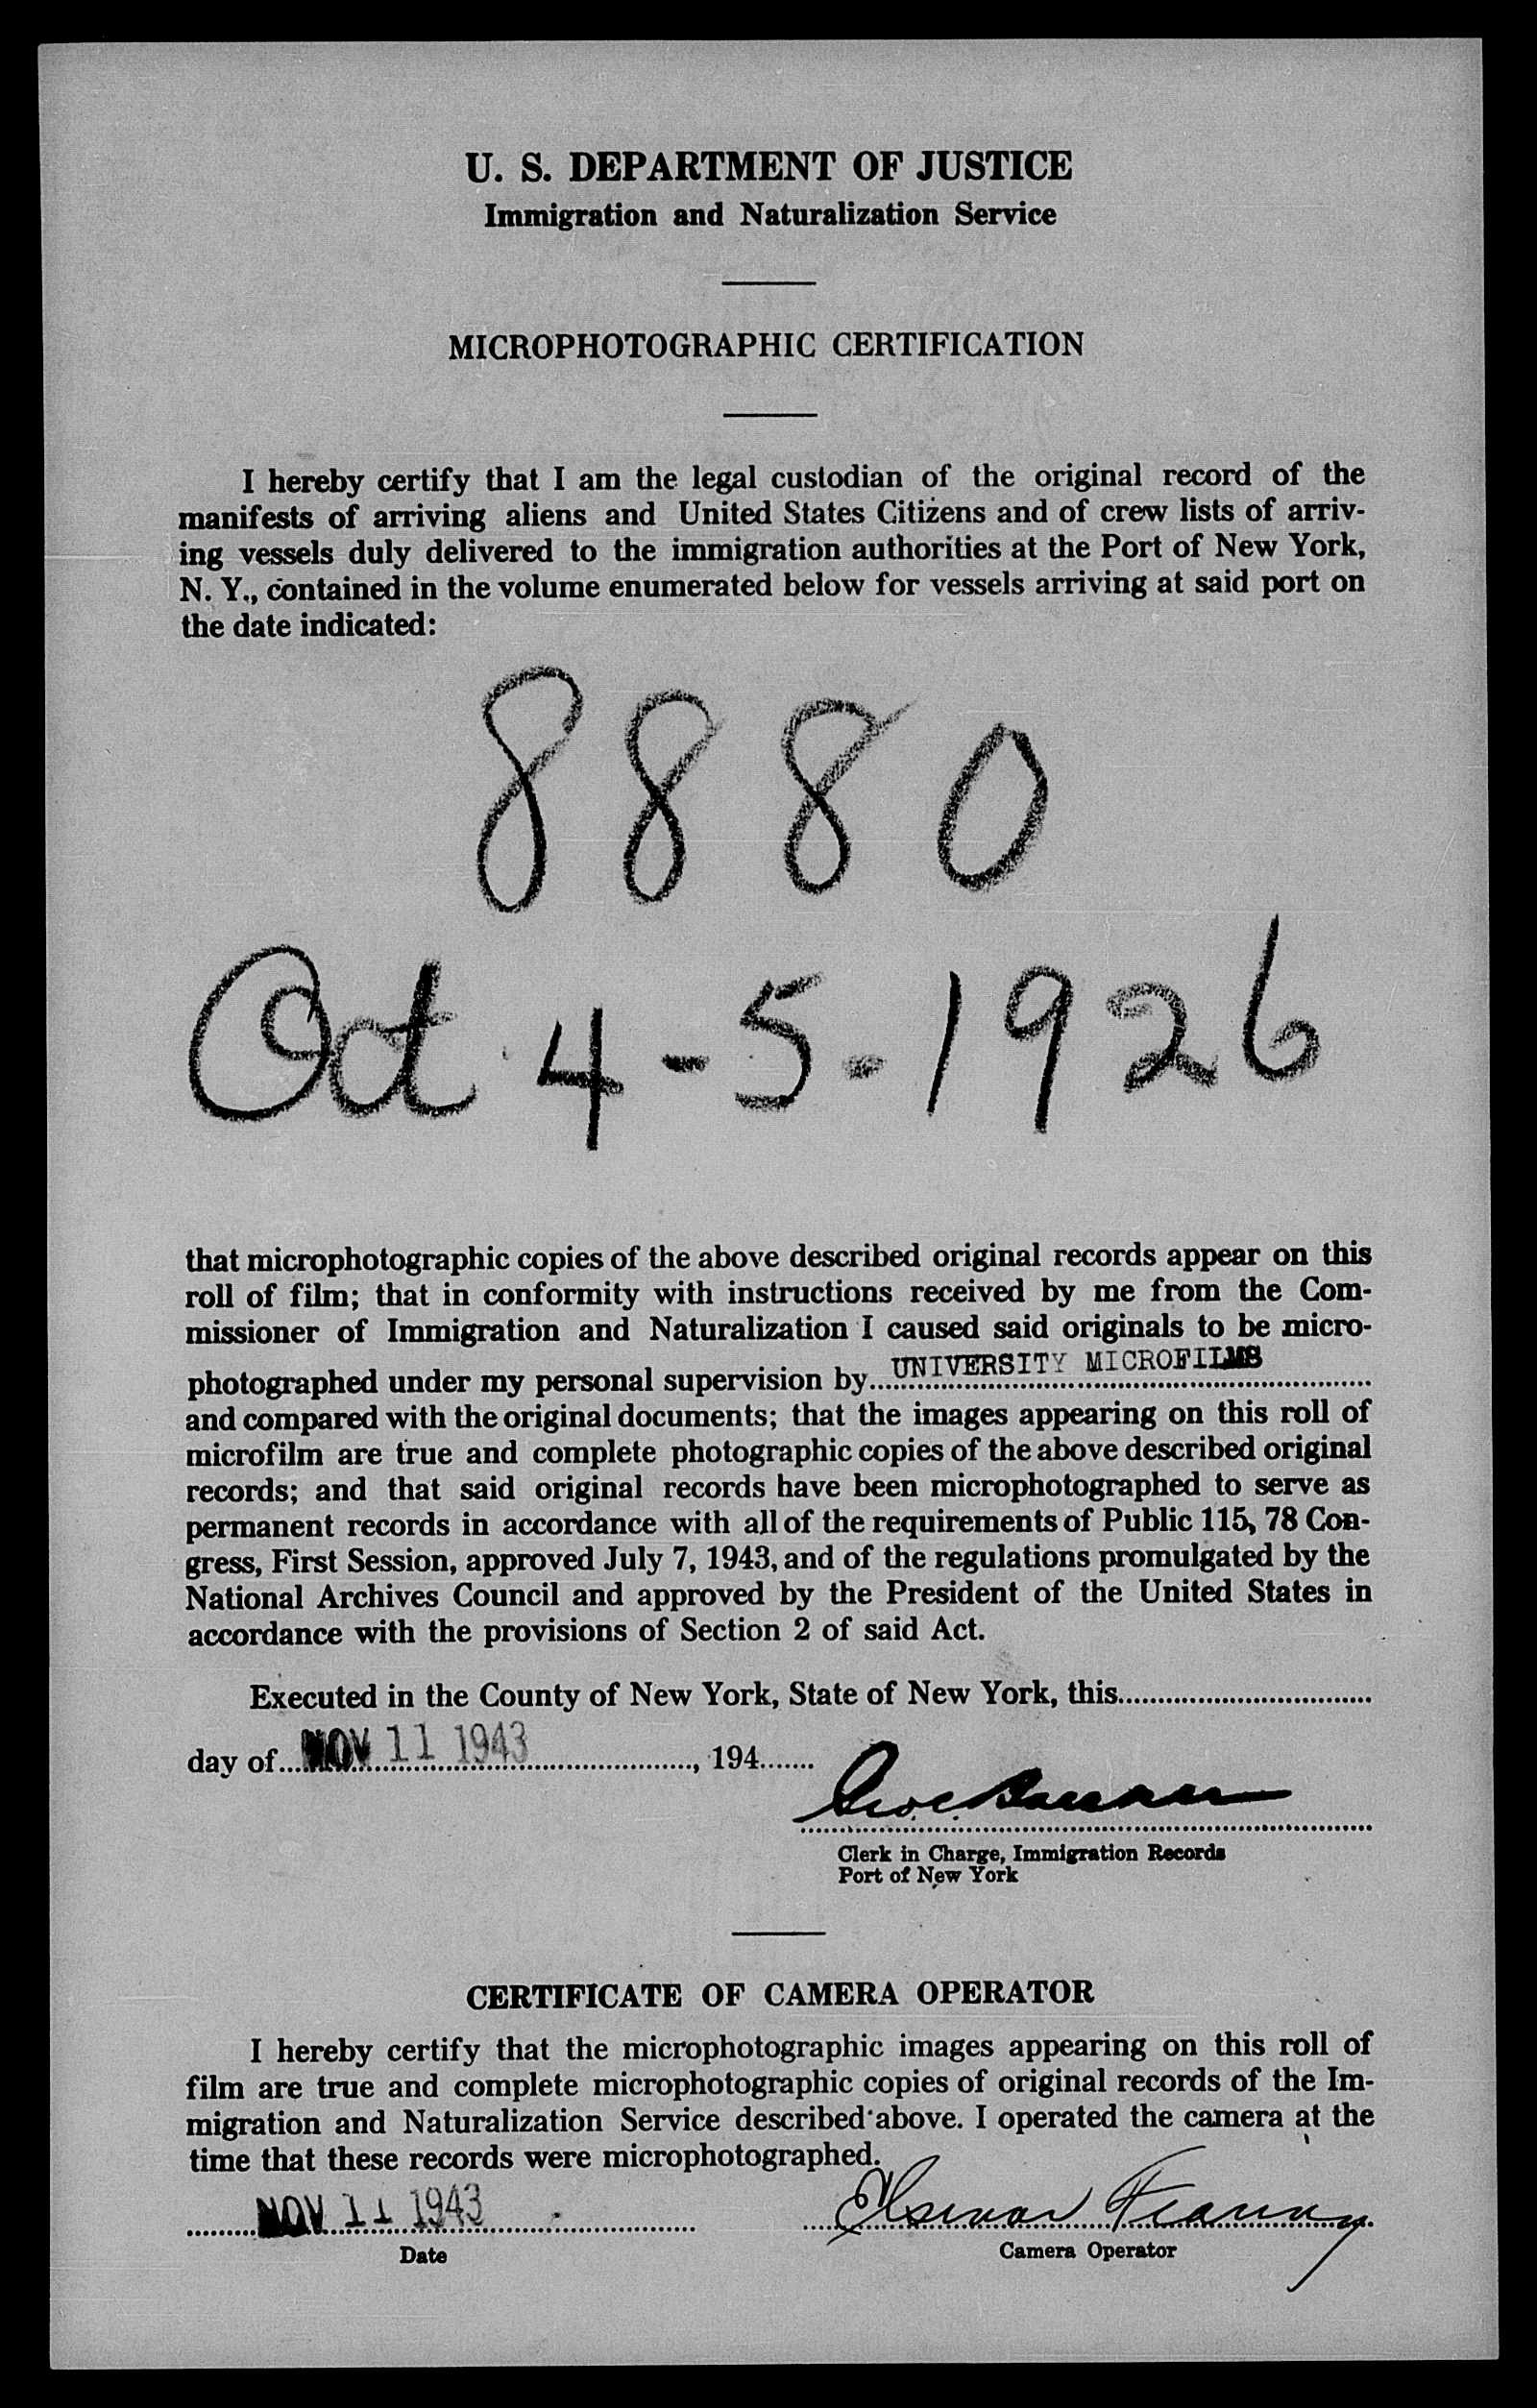 U. S. DEPARTMENT OF JUSTICE
Immigration and Naturalization Service
MICROPHOTOGRAPHIC CERTIFICATION
I hereby certify that I am the legal custodian of the original record of the
manifests of arriving aliens and United States Citizens and of crew lists of arriv-
ing vessels duly delivered to the immigration authorities at the Port of New York,
N. Y., contained in the volume enumerated below for vessels arriving at said port on
the date indicated:
8880
Oct 4-5-1926
that microphotographic copies of the above described original records appear on this
roll of film; that in conformity with instructions received by me from the Com-
missioner of Immigration and Naturalization I caused said originals to be micro-
photographed under my personal supervision by UNIVERSITY MICROFILMS
and compared with the original documents; that the images appearing on this roll of
microfilm are true and complete photographic copies of the above described original
records; and that said original records have been microphotographed to serve as
permanent records in accordance with all of the requirements of Public 115, 78 Con-
gress, First Session, approved July 7, 1943, and of the regulations promulgated by the
National Archives Council and approved by the President of the United States in
accordance with the provisions of Section 2 of said Act.
Executed in the County of New York, State of New York, this
day of NOV 11 1943, 194
Clerk in Charge, Immigration Records
Port of New York
CERTIFICATE OF CAMERA OPERATOR
I hereby certify that the microphotographic images appearing on this roll of
film are true and complete microphotographic copies of original records of the Im-
migration and Naturalization Service described above. I operated the camera at the
time that these records were microphotographed.
NOV 11 1943
Date
Camera Operator